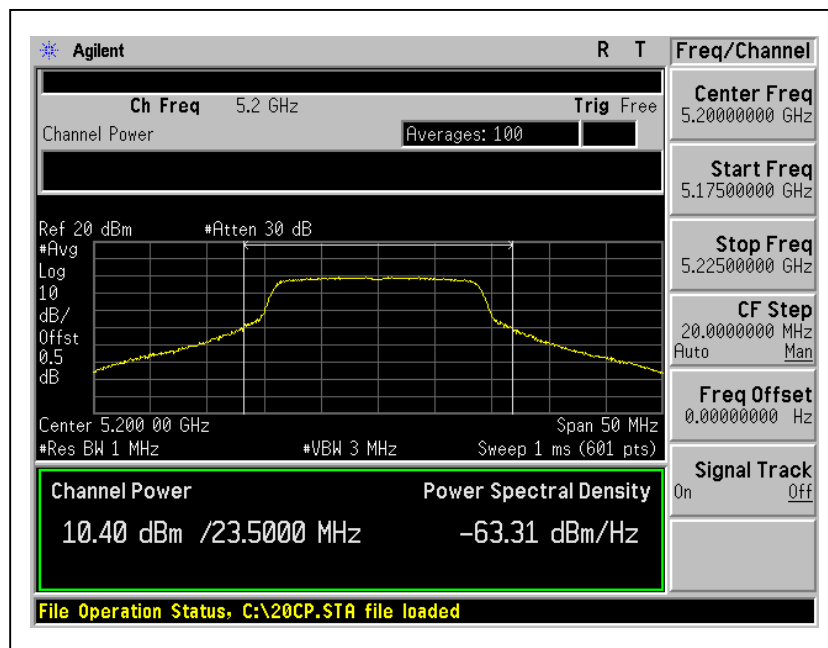 Agilent R T
Freq/Channel
Ch Freq 5.2 GHz Trig Free
Channel Power Averages: 100
Ref 20 dBm #Atten 30 dB
#Avg
Log
10
dB/
Offst
0.5
dB
Center 5.200 00 GHz Span 50 MHz
#Res BW 1 MHz #VBW 3 MHz Sweep 1 ms (601 pts)
Channel Power Power Spectral Density
10.40 dBm /23.5000 MHz -63.31 dBm/Hz
File Operation Status, C:\20CP.STA file loaded
Center Freq
5.20000000 GHz
Start Freq
5.17500000 GHz
Stop Freq
5.22500000 GHz
CF Step
20.0000000 MHz
Auto Man
Freq Offset
0.00000000 Hz
Signal Track
On Off